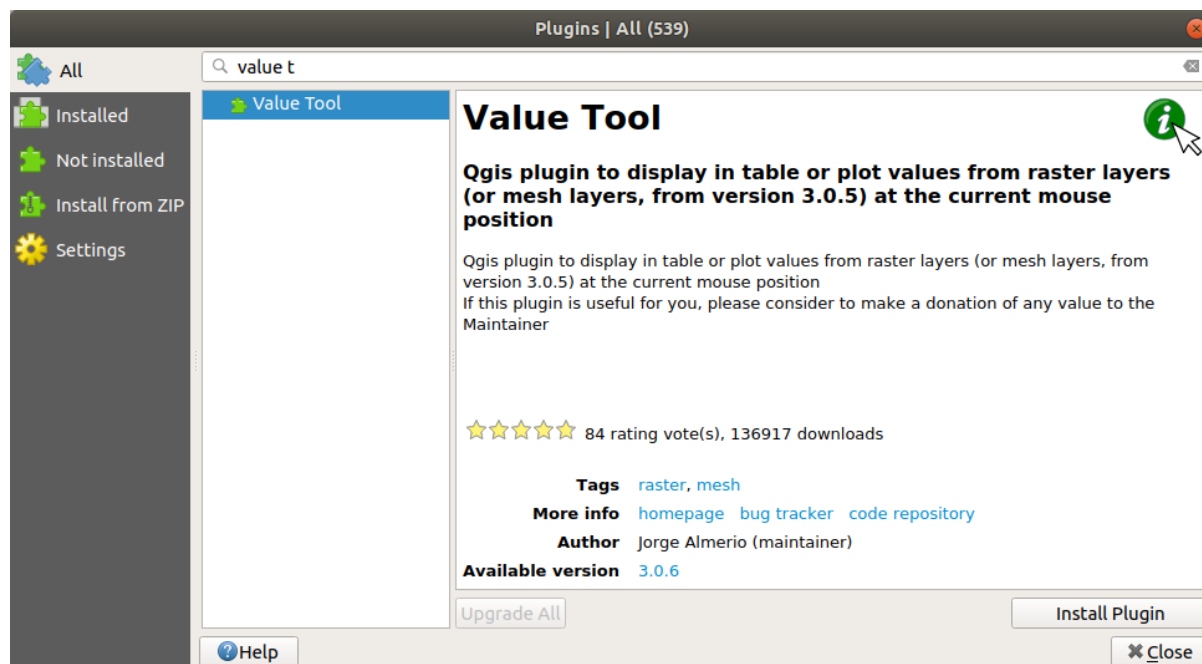 Plugins | All (539)
All
Installed
Not installed
Install from ZIP
Settings
value t
Value Tool
Value Tool
Qgis plugin to display in table or plot values from raster layers
(or mesh layers, from version 3.0.5) at the current mouse
position
Qgis plugin to display in table or plot values from raster layers (or mesh layers, from
version 3.0.5) at the current mouse position
If this plugin is useful for you, please consider to make a donation of any value to the
Maintainer
84 rating vote(s), 136917 downloads
Tags raster, mesh
More info homepage bug tracker code repository
Author Jorge Almerio (maintainer)
Available version 3.0.6
Upgrade All Install Plugin
Help Close